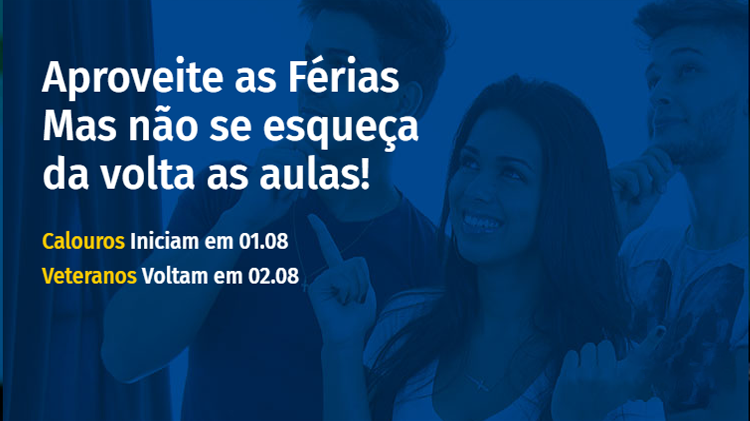 Aproveite as Férias
Mas não se esqueça
da volta as aulas!
Calouros Iniciam em 01.08
Veteranos Voltam em 02.08